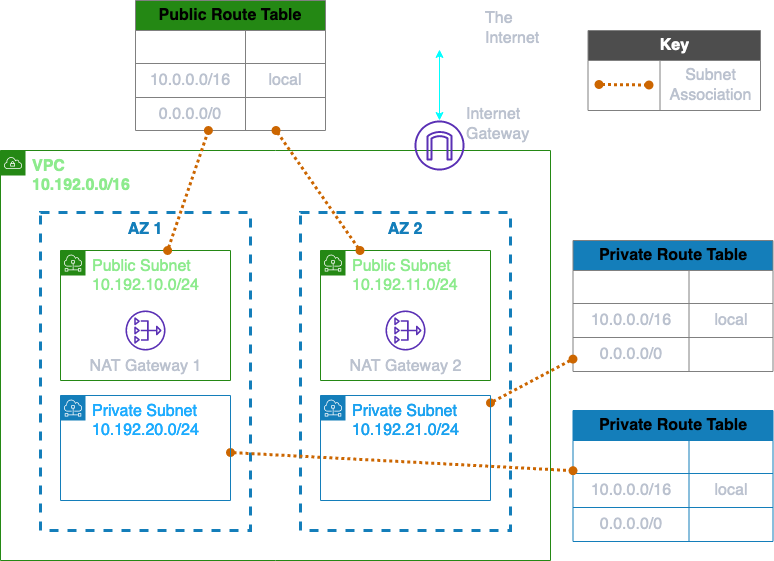 Public Route Table
10.0.0.0/16 local
0.0.0.0/0
The
Internet
Key
Subnet
Association
Internet
Gateway
VPC
10.192.0.0/16
AZ 1
AZ 2
Public Subnet
10.192.10.0/24
NAT Gateway 1
Public Subnet
10.192.11.0/24
NAT Gateway 2
Private Subnet
10.192.20.0/24
Private Subnet
10.192.21.0/24
Private Route Table
10.0.0.0/16 local
0.0.0.0/0
Private Route Table
10.0.0.0/16 local
0.0.0.0/0